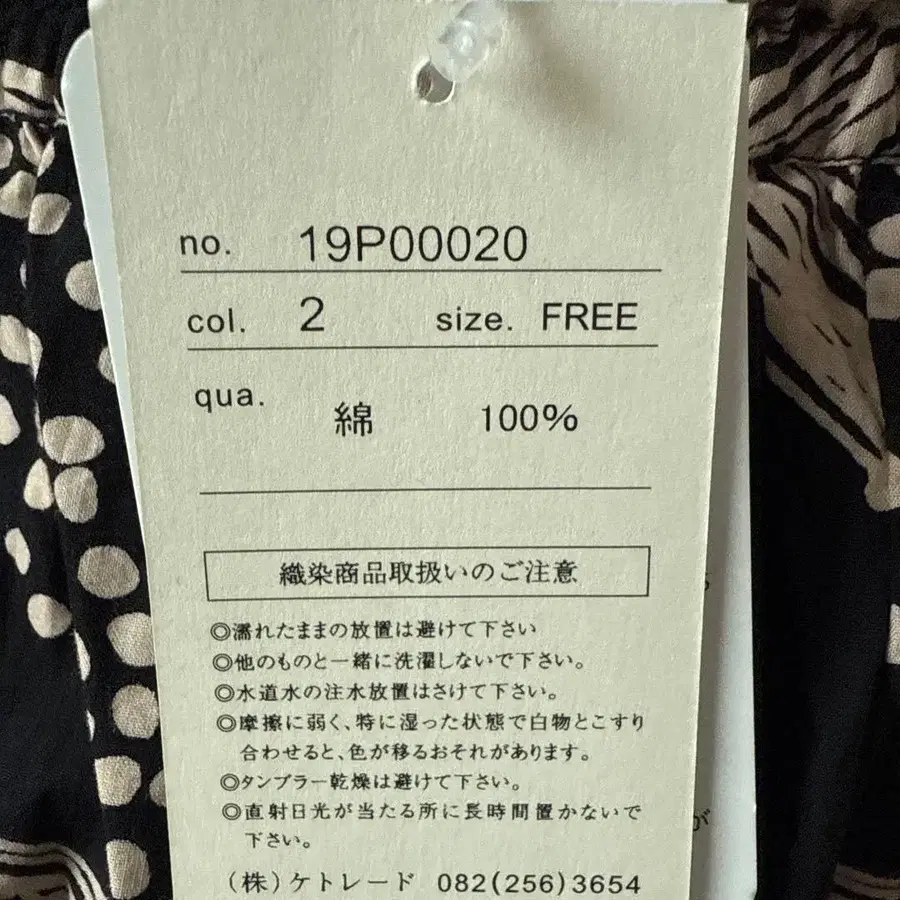 no. 19P00020
col. 2 size. FREE
qua.
綿 100%
織染商品取扱いのご注意
◎濡れたままの放置は避けて下さい
◎他のものと一緒に洗濯しないで下さい。
◎水道水の注水放置はさけて下さい。
◎摩擦に弱く、特に湿った状態で白物とこすり
合わせると、色が移るおそれがあります。
◎タンブラー乾燥は避けて下さい。
◎直射日光が当たる所に長時間置かないで
下さい。
(株)ケトレード 082(256)3654